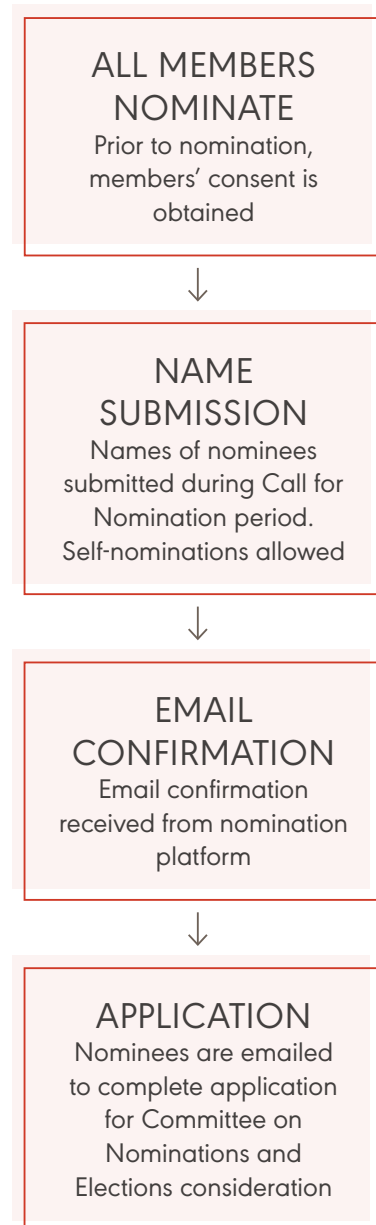 ALL MEMBERS
NOMINATE
Prior to nomination,
members’ consent is
obtained
NAME
SUBMISSION
Names of nominees
submitted during Call for
Nomination period.
Self-nominations allowed
EMAIL
CONFIRMATION
Email confirmation
received from nomination
platform
APPLICATION
Nominees are emailed
to complete application
for Committee on
Nominations and
Elections consideration